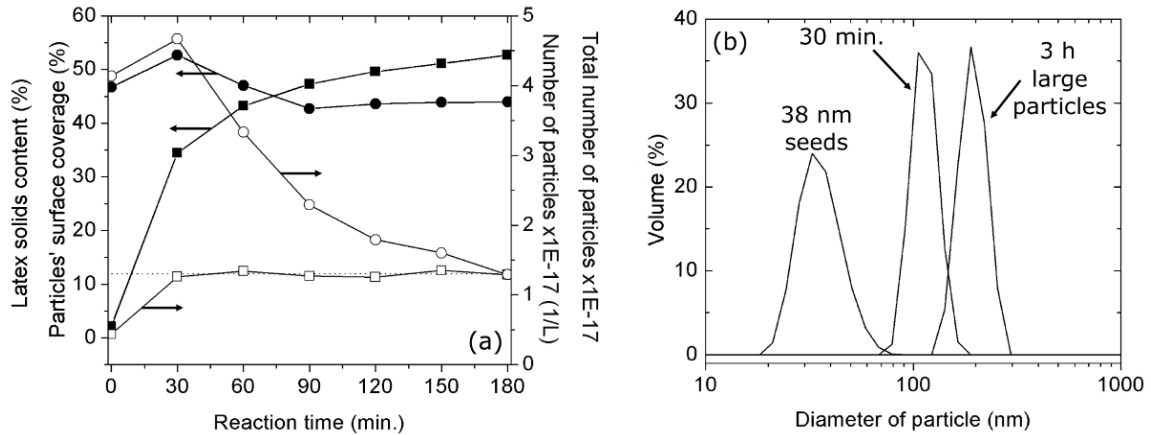 Latex solids content (%)
Particles' surface coverage (%)
60
50
40
30
20
10
0
0 30 60 90 120 150 180
Reaction time (min.)
(a)
5
4
3
2
1
0
Number of particles x1E-17 (1/L)
Total number of particles x1E-17
(b)
30 min.
3 h
large
particles
38 nm
seeds
Volume (%)
40
30
20
10
0
10 100 1000
Diameter of particle (nm)